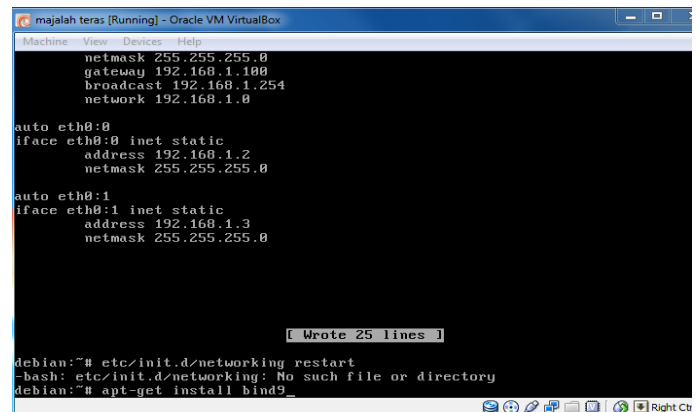 majalah teras [Running] - Oracle VM VirtualBox
Machine View Devices Help
netmask 255.255.255.0
gateway 192.168.1.100
broadcast 192.168.1.254
network 192.168.1.0
auto eth0:0
iface eth0:0 inet static
address 192.168.1.2
netmask 255.255.255.0
auto eth0:1
iface eth0:1 inet static
address 192.168.1.3
netmask 255.255.255.0
[ Wrote 25 lines ]
debian:~# etc/init.d/networking restart
-bash: etc/init.d/networking: No such file or directory
debian:~# apt-get install bind9_
Right Ctr